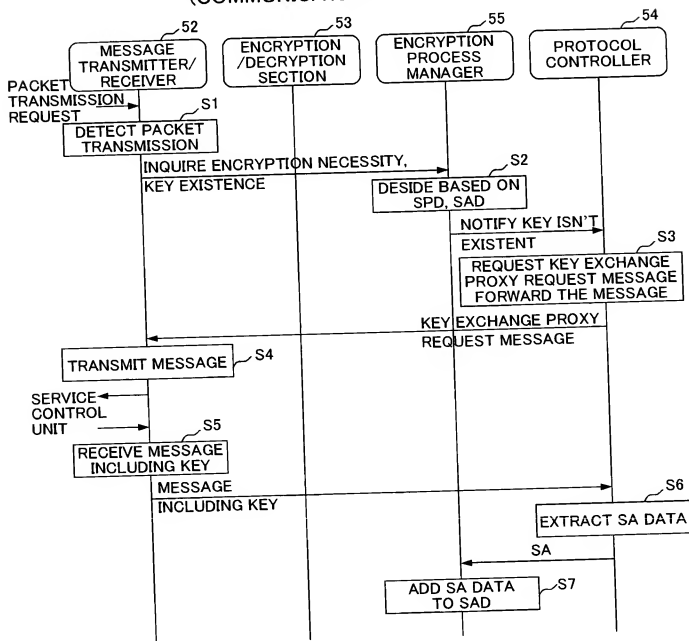 52
53
55
54
MESSAGE
TRANSMITTER/
RECEIVER
ENCRYPTION
/DECRYPTION
SECTION
ENCRYPTION
PROCESS
MANAGER
PROTOCOL
CONTROLLER
PACKET
TRANSMISSION
REQUEST
S1
DETECT PACKET
TRANSMISSION
INQUIRE ENCRYPTION NECESSITY,
KEY EXISTENCE
S2
DESIDE BASED ON
SPD, SAD
NOTIFY KEY ISN'T
EXISTENT
S3
REQUEST KEY EXCHANGE
PROXY REQUEST MESSAGE
FORWARD THE MESSAGE
KEY EXCHANGE PROXY
REQUEST MESSAGE
S4
TRANSMIT MESSAGE
SERVICE
CONTROL
UNIT
S5
RECEIVE MESSAGE
INCLUDING KEY
MESSAGE
INCLUDING KEY
S6
EXTRACT SA DATA
SA
S7
ADD SA DATA
TO SAD